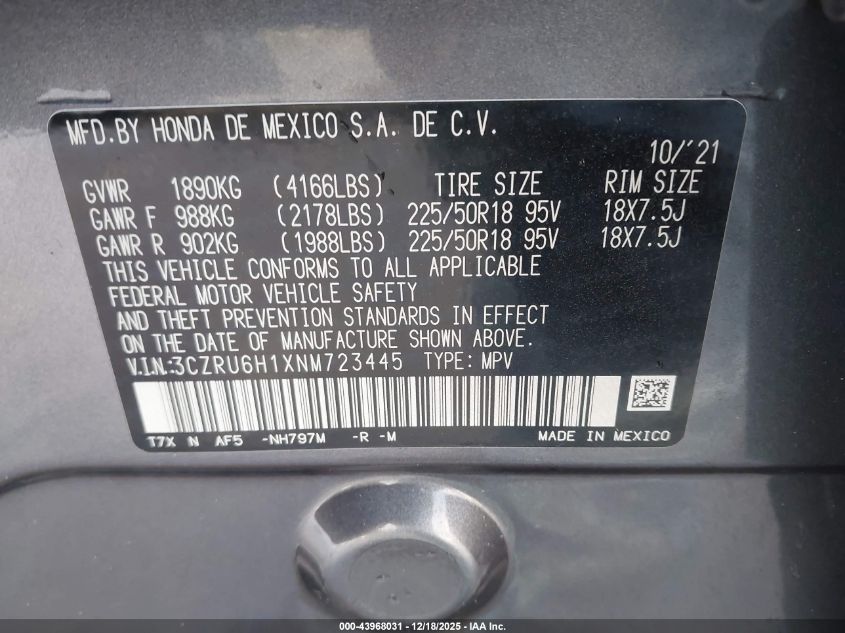 MFD.BY HONDA DE MEXICO S.A. DE C.V.
10/'21
GVWR 1890KG (4166LBS) TIRE SIZE RIM SIZE
GAWR F 988KG (2178LBS) 225/50R18 95V 18X7.5J
GAWR R 902KG (1988LBS) 225/50R18 95V 18X7.5J
THIS VEHICLE CONFORMS TO ALL APPLICABLE
FEDERAL MOTOR VEHICLE SAFETY
AND THEFT PREVENTION STANDARDS IN EFFECT
ON THE DATE OF MANUFACTURE SHOWN ABOVE.
V.I.N.:3CZRU6H1XNM723445 TYPE: MPV
T7X N AF5 -NH797M -R -M MADE IN MEXICO
000-43968031 - 12/18/2025 - IAA Inc.